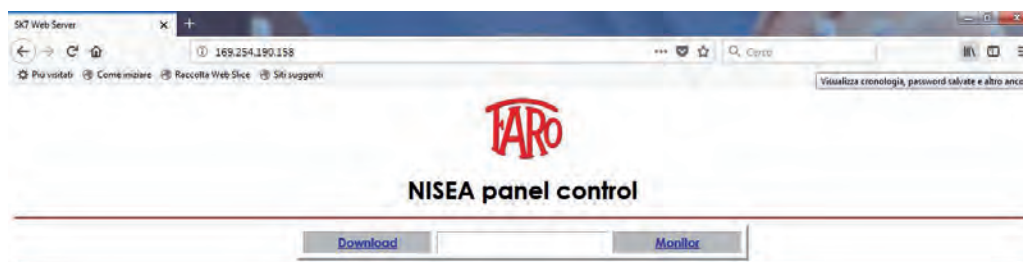 SK7 Web Server
169.254.190.158
Cerca
Più visitati Come iniziare Raccolta Web Slice Siti suggeriti
Visualizza cronologia, password salvate e altro anco
FARO
NISEA panel control
Download Monitor